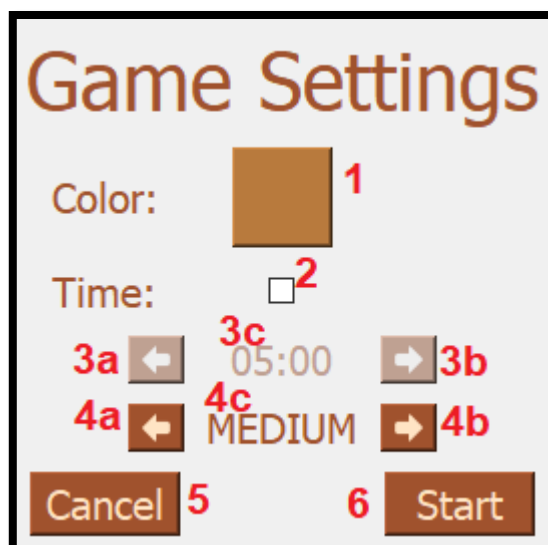 Game Settings
Color: 1
Time: 2
3a 3c 05:00 3b
4a 4c MEDIUM 4b
Cancel 5 6 Start